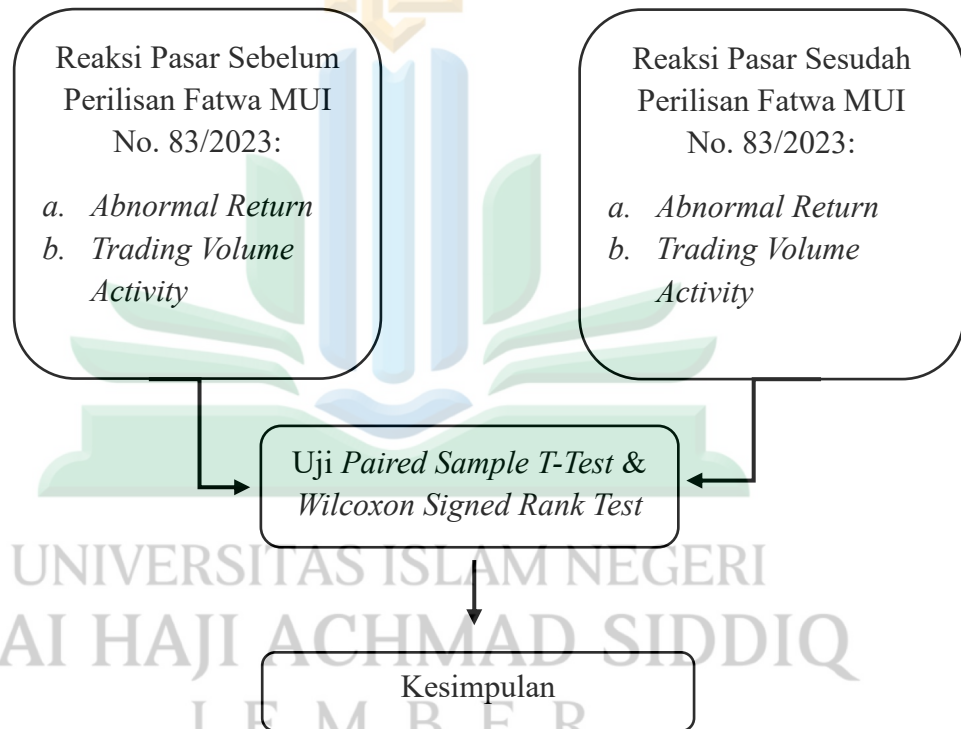 Reaksi Pasar Sebelum
Perilisan Fatwa MUI
No. 83/2023:
a. Abnormal Return
b. Trading Volume
Activity
Reaksi Pasar Sesudah
Perilisan Fatwa MUI
No. 83/2023:
a. Abnormal Return
b. Trading Volume
Activity
Uji Paired Sample T-Test &
Wilcoxon Signed Rank Test
UNIVERSITAS ISLAM NEGERI
AI HAJI ACHMAD SIDDIQ
Kesimpulan
JEMBER